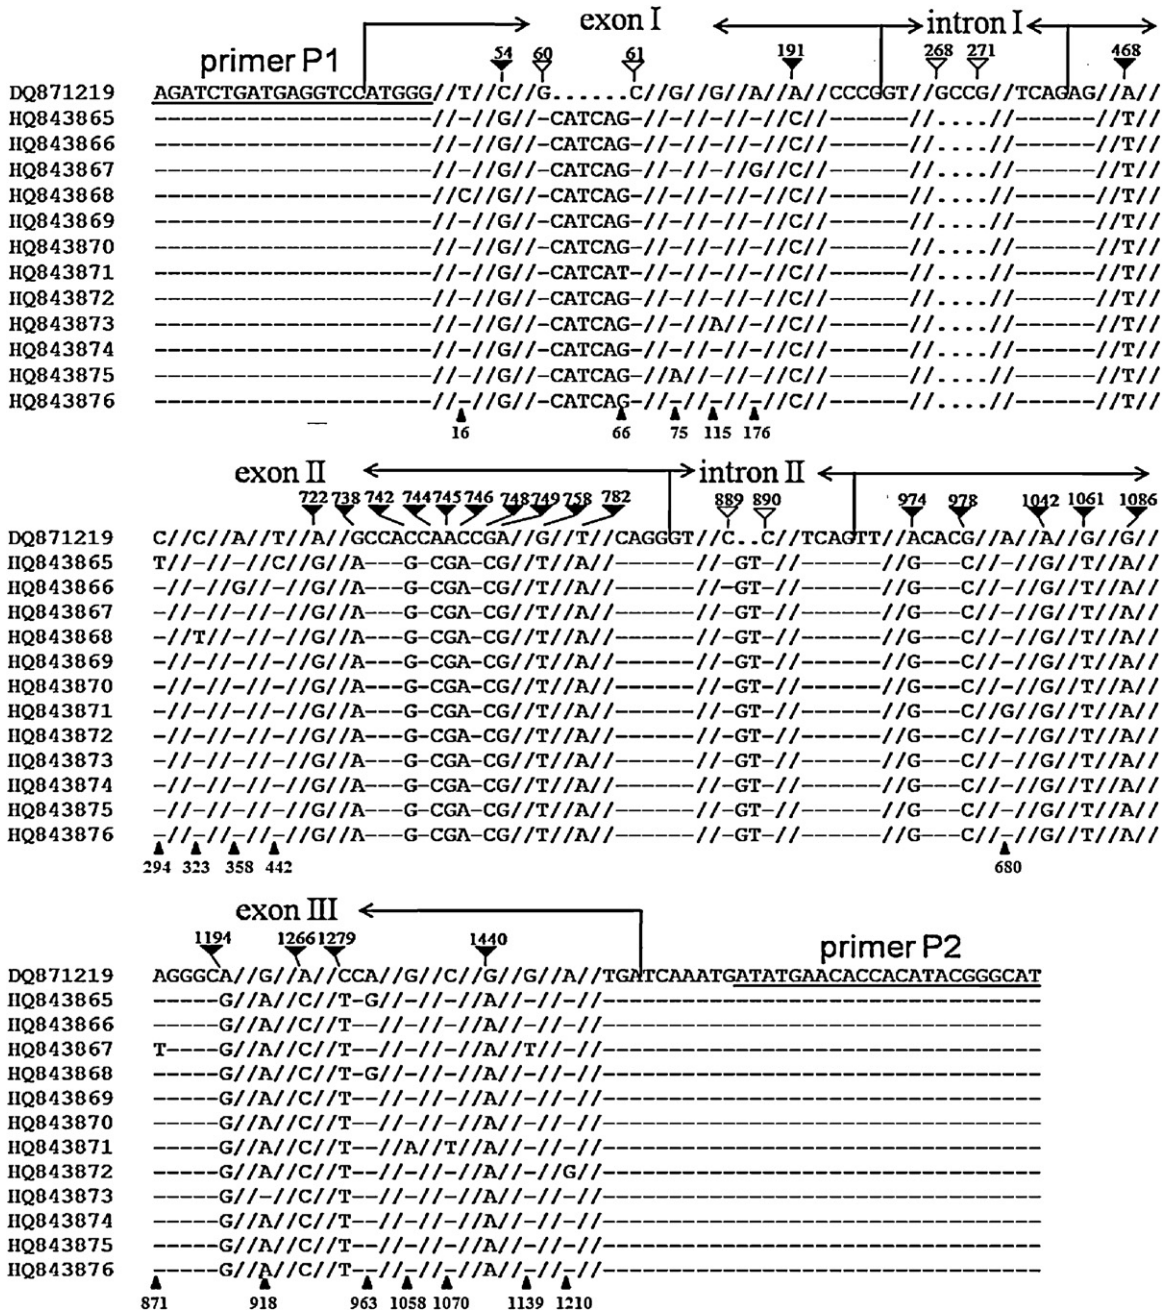 exon I intron I
primer P1 54 60 61 191 268 271 468
DQ871219 AGATCTGATGAGGTCCATGGG//T//C//G......C//G//G//A//A//CCCGGT//GCCG//TCAGAG//A//
HQ843865 ---------------------//-//G//-CATCAG-//-//-//-//C//------//....//------//T//
HQ843866 ---------------------//-//G//-CATCAG-//-//-//-//C//------//....//------//T//
HQ843867 ---------------------//-//G//-CATCAG-//-//-//G//C//------//....//------//T//
HQ843868 ---------------------//C//G//-CATCAG-//-//-//-//C//------//....//------//T//
HQ843869 ---------------------//-//G//-CATCAG-//-//-//-//C//------//....//------//T//
HQ843870 ---------------------//-//G//-CATCAG-//-//-//-//C//------//....//------//T//
HQ843871 ---------------------//-//G//-CATCAT-//-//-//-//C//------//....//------//T//
HQ843872 ---------------------//-//G//-CATCAG-//-//-//-//C//------//....//------//T//
HQ843873 ---------------------//-//G//-CATCAG-//-//A//-//C//------//....//------//T//
HQ843874 ---------------------//-//G//-CATCAG-//-//-//-//C//------//....//------//T//
HQ843875 ---------------------//-//G//-CATCAG-//A//-//-//C//------//....//------//T//
HQ843876 ---------------------//-//G//-CATCAG-//-//-//-//C//------//....//------//T//
16 66 75 115 176
exon II intron II
722 738 742 744 745 746 748 749 758 782 889 890 974 978 1042 1061 1086
DQ871219 C//C//A//T//A//GCCACCAACCGA//G//T//CAGGGT//C..C//TCAGTT//ACACG//A//A//G//G//
HQ843865 T//-//-//C//G//A---G-CGA-CG//T//A//------//-GT-//------//G---C//-//G//T//A//
HQ843866 -//-//G//-//G//A---G-CGA-CG//T//A//------//-GT-//------//G---C//-//G//T//A//
HQ843867 -//-//-//-//G//A---G-CGA-CG//T//A//------//-GT-//------//G---C//-//G//T//A//
HQ843868 -//T//-//-//G//A---G-CGA-CG//T//A//------//-GT-//------//G---C//-//G//T//A//
HQ843869 -//-//-//-//G//A---G-CGA-CG//T//A//------//-GT-//------//G---C//-//G//T//A//
HQ843870 -//-//-//-//G//A---G-CGA-CG//T//A//------//-GT-//------//G---C//-//G//T//A//
HQ843871 -//-//-//-//G//A---G-CGA-CG//T//A//------//-GT-//------//G---C//G//G//T//A//
HQ843872 -//-//-//-//G//A---G-CGA-CG//T//A//------//-GT-//------//G---C//-//G//T//A//
HQ843873 -//-//-//-//G//A---G-CGA-CG//T//A//------//-GT-//------//G---C//-//G//T//A//
HQ843874 -//-//-//-//G//A---G-CGA-CG//T//A//------//-GT-//------//G---C//-//G//T//A//
HQ843875 -//-//-//-//G//A---G-CGA-CG//T//A//------//-GT-//------//G---C//-//G//T//A//
HQ843876 -//-//-//-//G//A---G-CGA-CG//T//A//------//-GT-//------//G---C//-//G//T//A//
294 323 358 442 680
exon III
1194 1266 1279 1440 primer P2
DQ871219 AGGGCA//G//A//CCA//G//C//G//G//A//TGATCAAATGATATGAACACCACATACGGGCAT
HQ843865 -----G//A//C//T-G//-//-//A//-//-//---------------------------------
HQ843866 -----G//A//C//T--//-//-//A//-//-//---------------------------------
HQ843867 T----G//A//C//T--//-//-//A//T//-//---------------------------------
HQ843868 -----G//A//C//T-G//-//-//A//-//-//---------------------------------
HQ843869 -----G//A//C//T--//-//-//A//-//-//---------------------------------
HQ843870 -----G//A//C//T--//-//-//A//-//-//---------------------------------
HQ843871 -----G//A//C//T--//A//T//A//-//-//---------------------------------
HQ843872 -----G//A//C//T--//-//-//A//-//G//---------------------------------
HQ843873 -----G//-//C//T--//-//-//A//-//-//---------------------------------
HQ843874 -----G//A//C//T--//-//-//A//-//-//---------------------------------
HQ843875 -----G//A//C//T--//-//-//A//-//-//---------------------------------
HQ843876 -----G//A//C//T--//-//-//A//-//-//---------------------------------
871 918 963 1058 1070 1139 1210